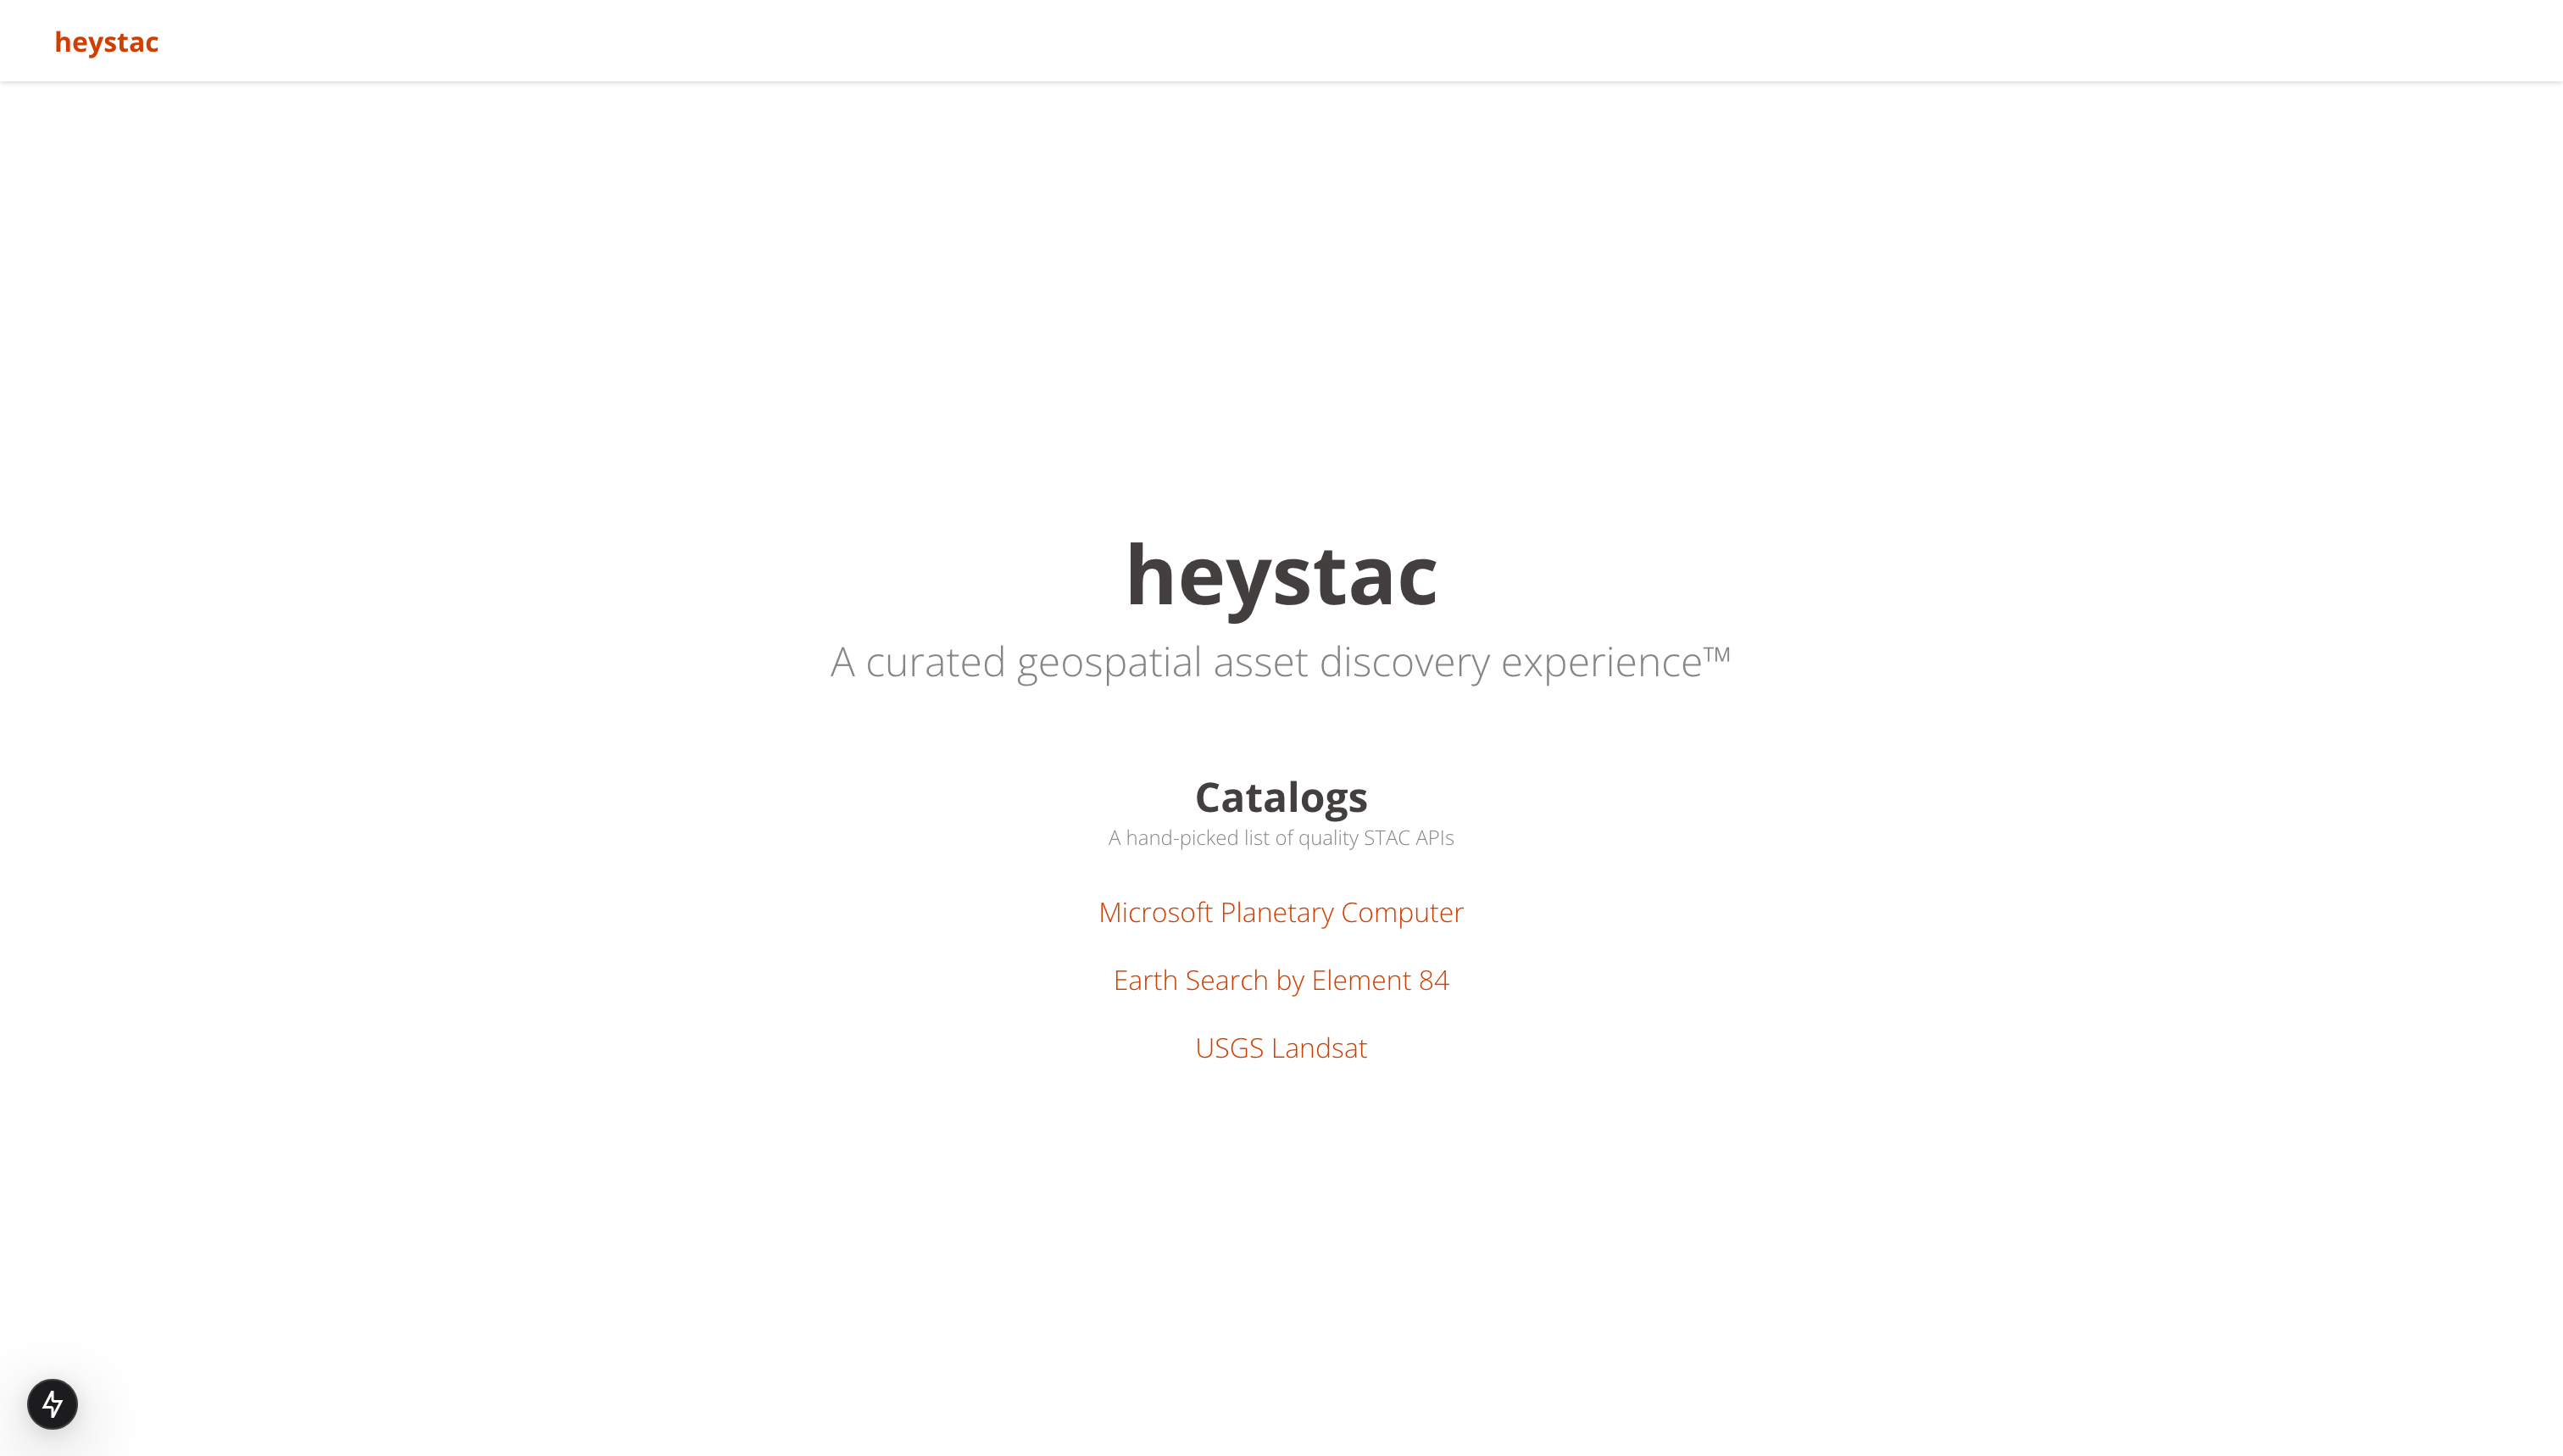 heystac
heystac
A curated geospatial asset discovery experience™
Catalogs
A hand-picked list of quality STAC APIs
Microsoft Planetary Computer
Earth Search by Element 84
USGS Landsat